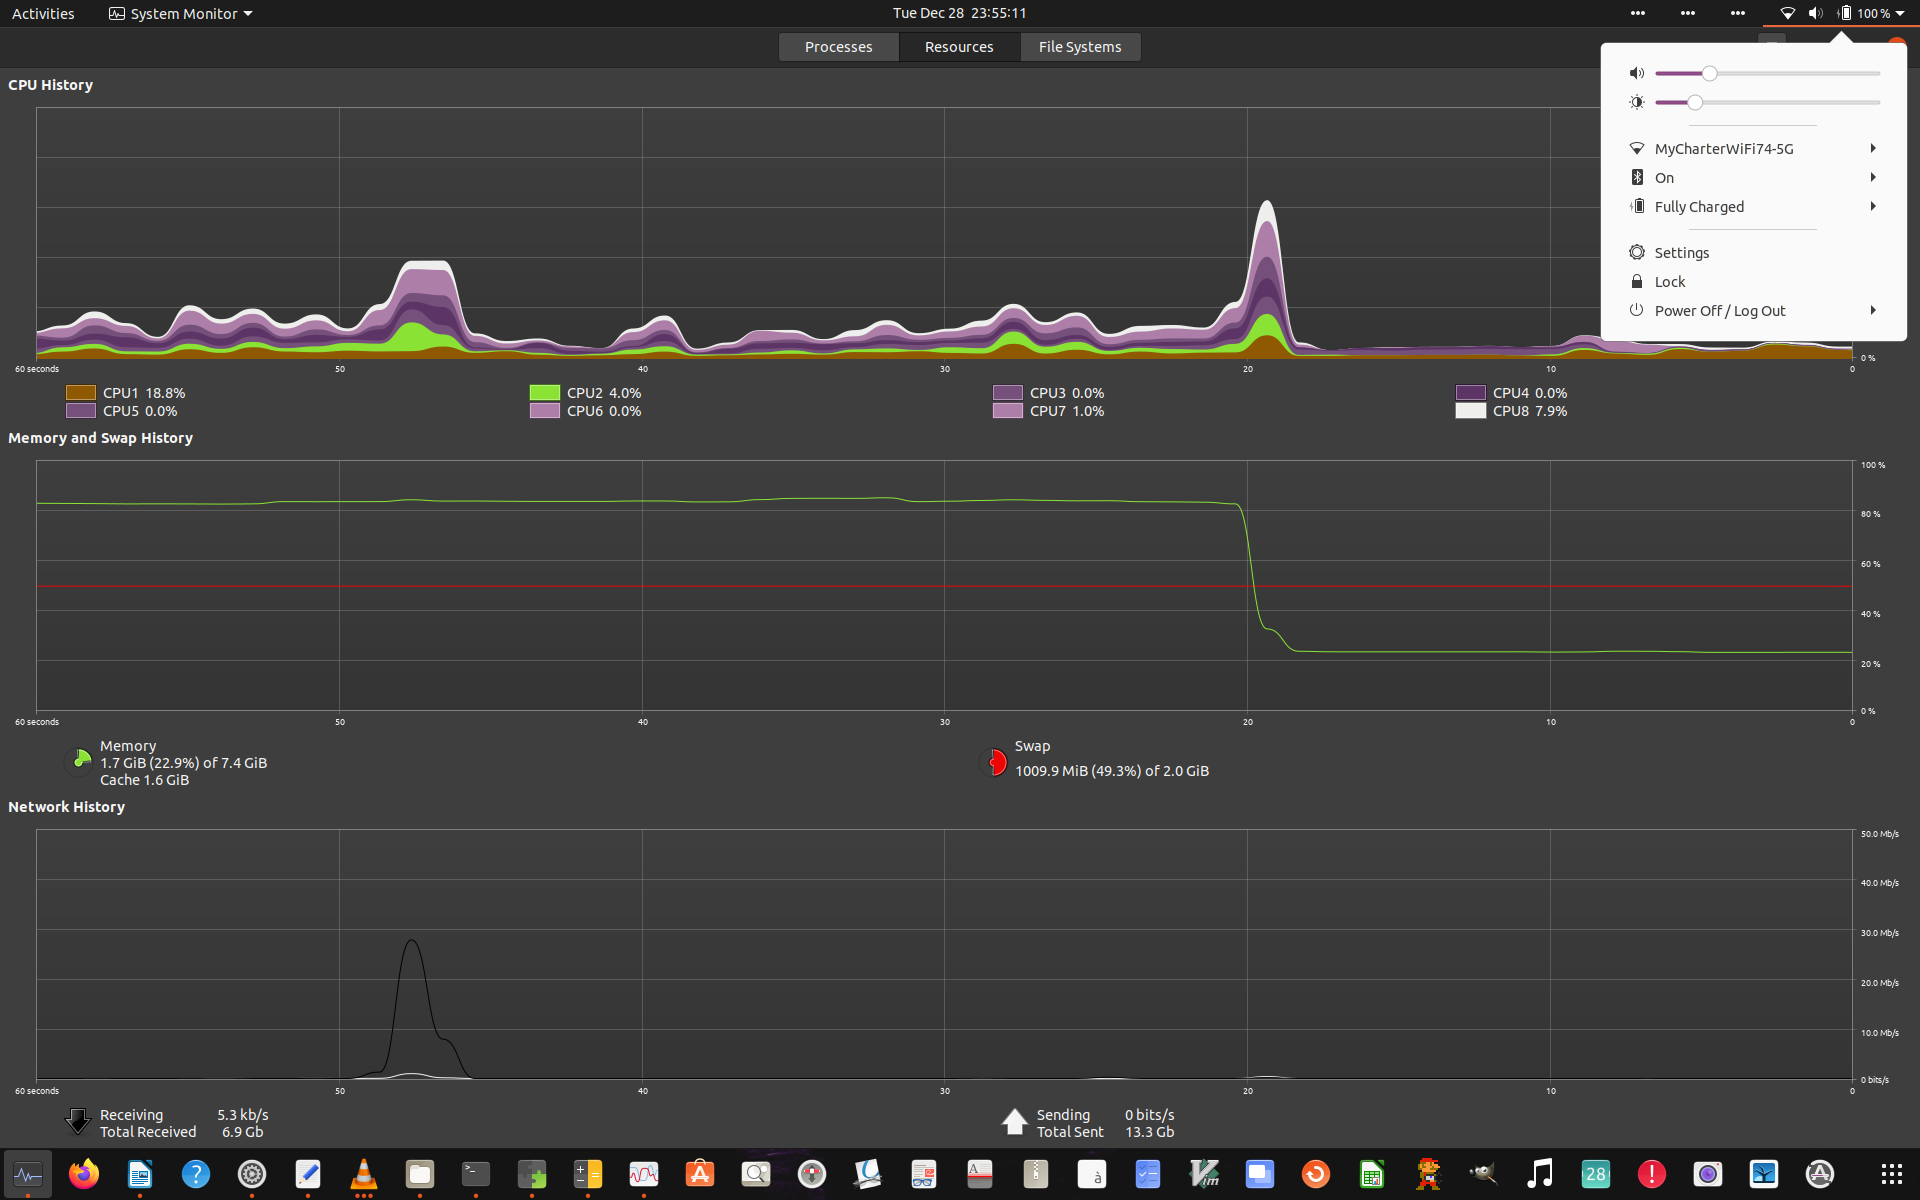 Activities
System Monitor
Tue Dec 28 23:55:11
100 %
Processes
Resources
File Systems
MyCharterWiFi74-5G
On
Fully Charged
Settings
Lock
Power Off / Log Out
CPU History
0 %
60 seconds 50 40 30 20 10 0
CPU1 18.8% CPU2 4.0% CPU3 0.0% CPU4 0.0%
CPU5 0.0% CPU6 0.0% CPU7 1.0% CPU8 7.9%
Memory and Swap History
100 %
80 %
60 %
40 %
20 %
0 %
60 seconds 50 40 30 20 10 0
Memory
1.7 GiB (22.9%) of 7.4 GiB
Cache 1.6 GiB
Swap
1009.9 MiB (49.3%) of 2.0 GiB
Network History
50.0 Mb/s
40.0 Mb/s
30.0 Mb/s
20.0 Mb/s
10.0 Mb/s
0 bits/s
60 seconds 50 40 30 20 10 0
Receiving 5.3 kb/s
Total Received 6.9 Gb
Sending 0 bits/s
Total Sent 13.3 Gb
28